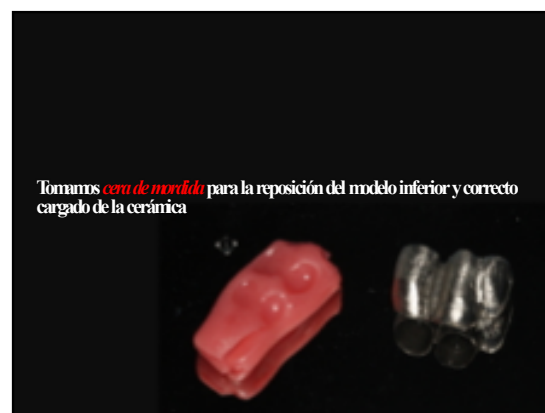 Tomamos cera de mordida para la reposición del modelo inferior y correcto
cargado de la cerámica